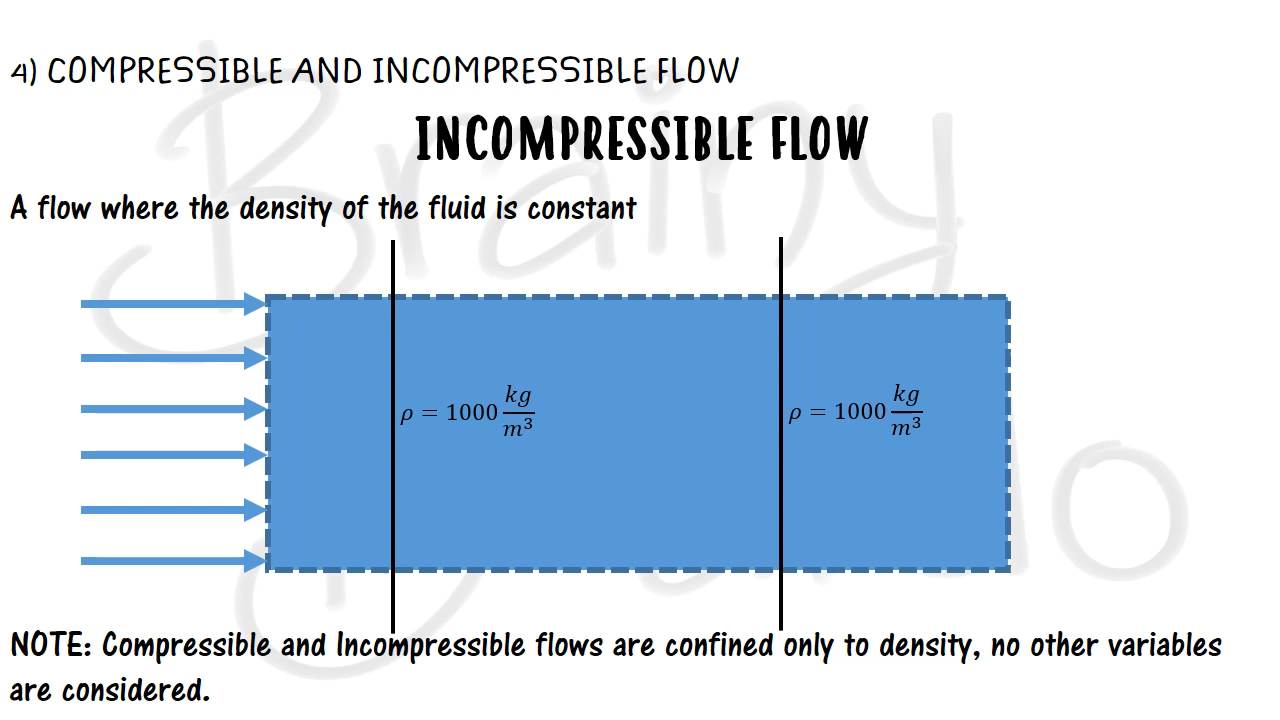 4) COMPRESSIBLE AND INCOMPRESSIBLE FLOW
INCOMPRESSIBLE FLOW
A flow where the density of the fluid is constant
ρ = 1000 kg/m³
ρ = 1000 kg/m³
NOTE: Compressible and Incompressible flows are confined only to density, no other variables
are considered.
Brainy